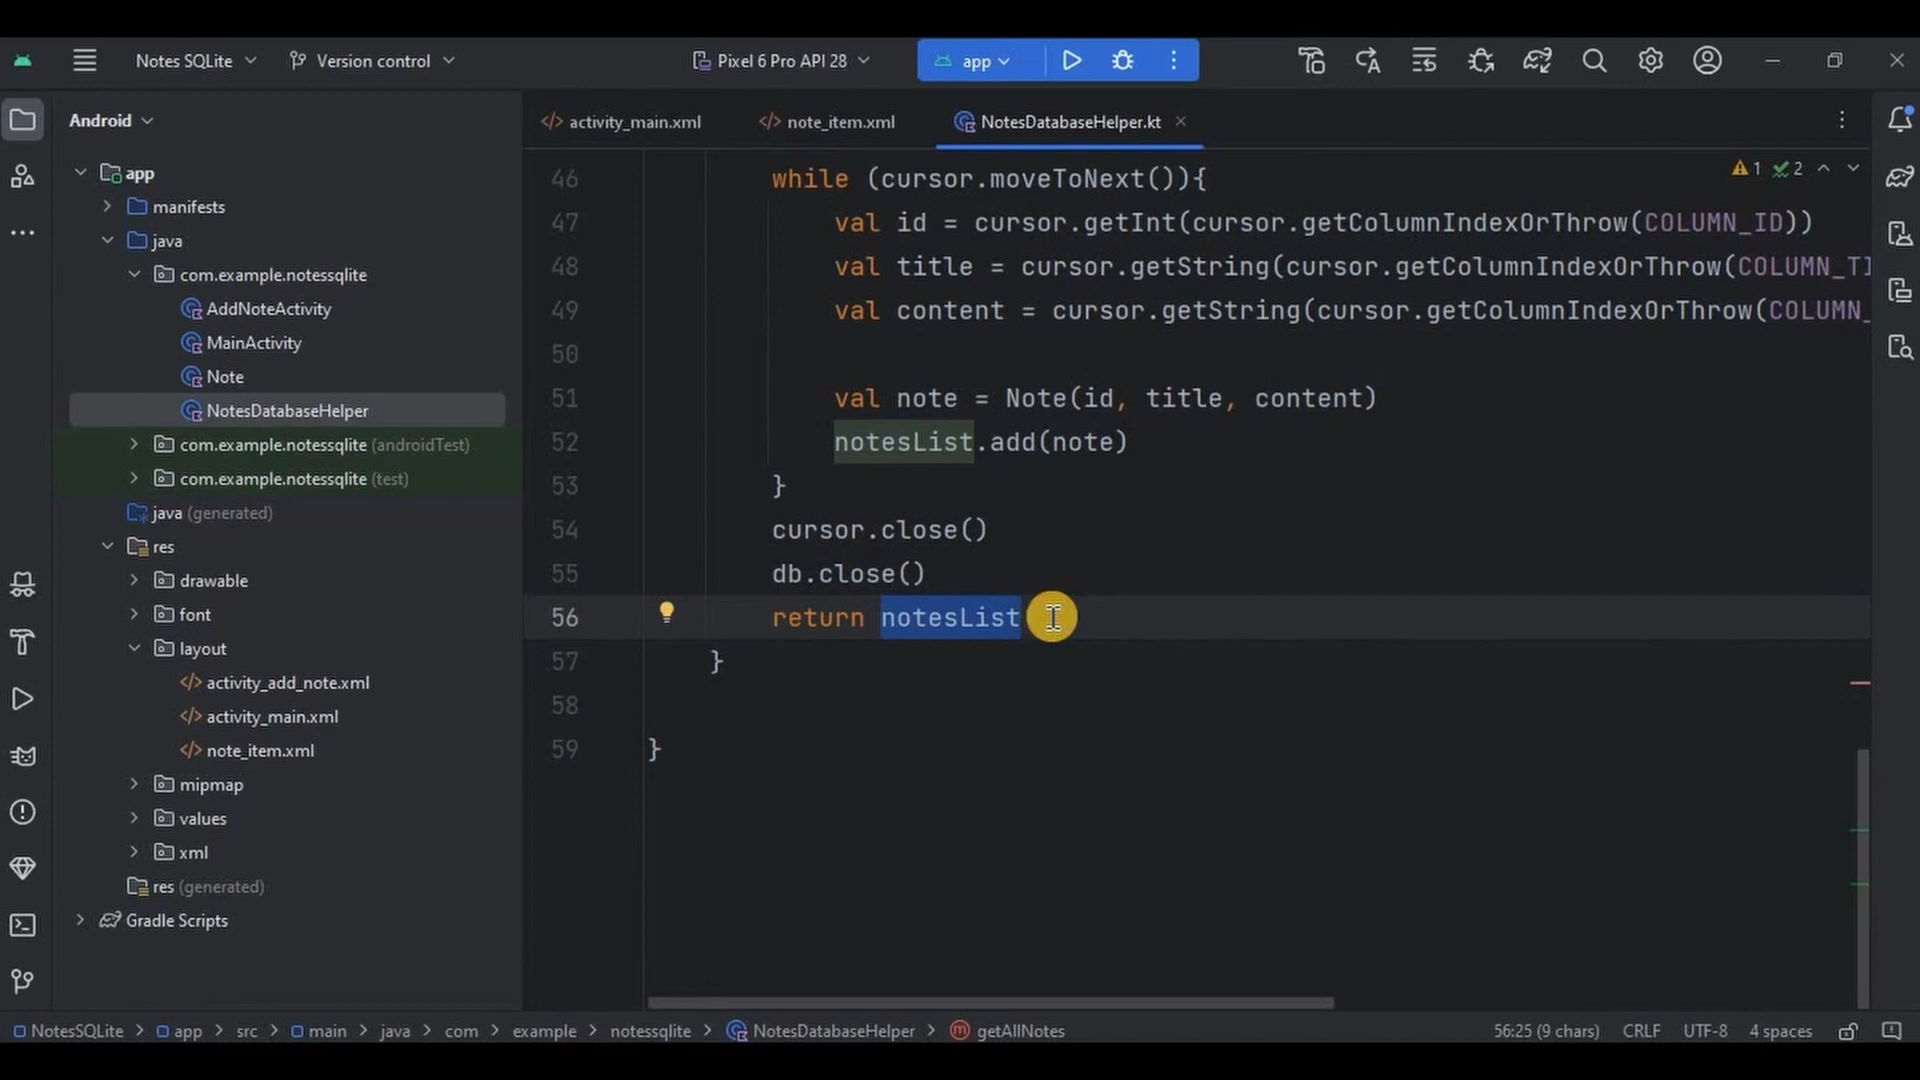 Notes SQLite
Version control
Pixel 6 Pro API 28
app
Android
activity_main.xml
note_item.xml
NotesDatabaseHelper.kt
app
manifests
java
com.example.notessqlite
AddNoteActivity
MainActivity
Note
NotesDatabaseHelper
com.example.notessqlite (androidTest)
com.example.notessqlite (test)
java (generated)
res
drawable
font
layout
activity_add_note.xml
activity_main.xml
note_item.xml
mipmap
values
xml
res (generated)
Gradle Scripts
1 2
46 while (cursor.moveToNext()){
47 val id = cursor.getInt(cursor.getColumnIndexOrThrow(COLUMN_ID))
48 val title = cursor.getString(cursor.getColumnIndexOrThrow(COLUMN_TI
49 val content = cursor.getString(cursor.getColumnIndexOrThrow(COLUMN_
50
51 val note = Note(id, title, content)
52 notesList.add(note)
53 }
54 cursor.close()
55 db.close()
56 return notesList
57 }
58
59 }
NotesSQLite > app > src > main > java > com > example > notessqlite > NotesDatabaseHelper > getAllNotes
56:25 (9 chars) CRLF UTF-8 4 spaces